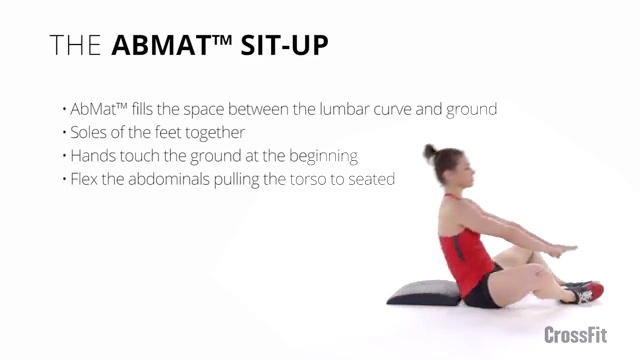 THE ABMAT™ SIT-UP
• AbMat™ fills the space between the lumbar curve and ground
• Soles of the feet together
• Hands touch the ground at the beginning
• Flex the abdominals pulling the torso to seated
CrossFit